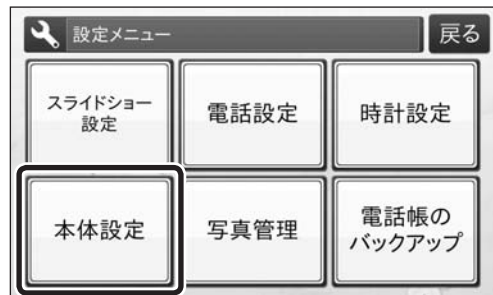 設定メニュー
戻る
スライドショー
設定
電話設定
時計設定
本体設定
写真管理
電話帳の
バックアップ